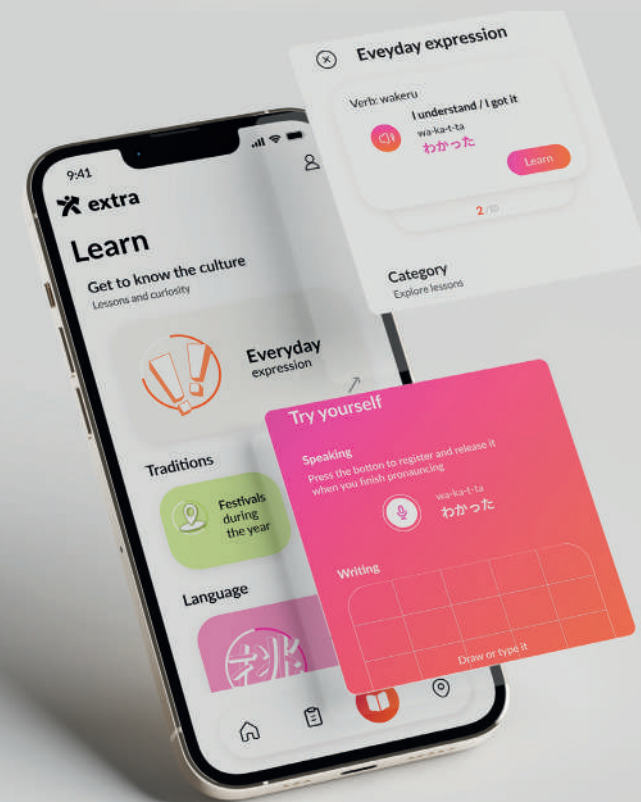 9:41
extra
Learn
Get to know the culture
Lessons and curiosity
Everyday
expression
Traditions
Festivals
during
the year
Language
Eveyday expression
Verb: wakeru
I understand / I got it
wa-ka-t-ta
わかった
Learn
2 /10
Category
Explore lessons
Try yourself
Speaking
Press the botton to register and release it
when you finish pronauncing
wa-ka-t-ta
わかった
Writing
Draw or type it